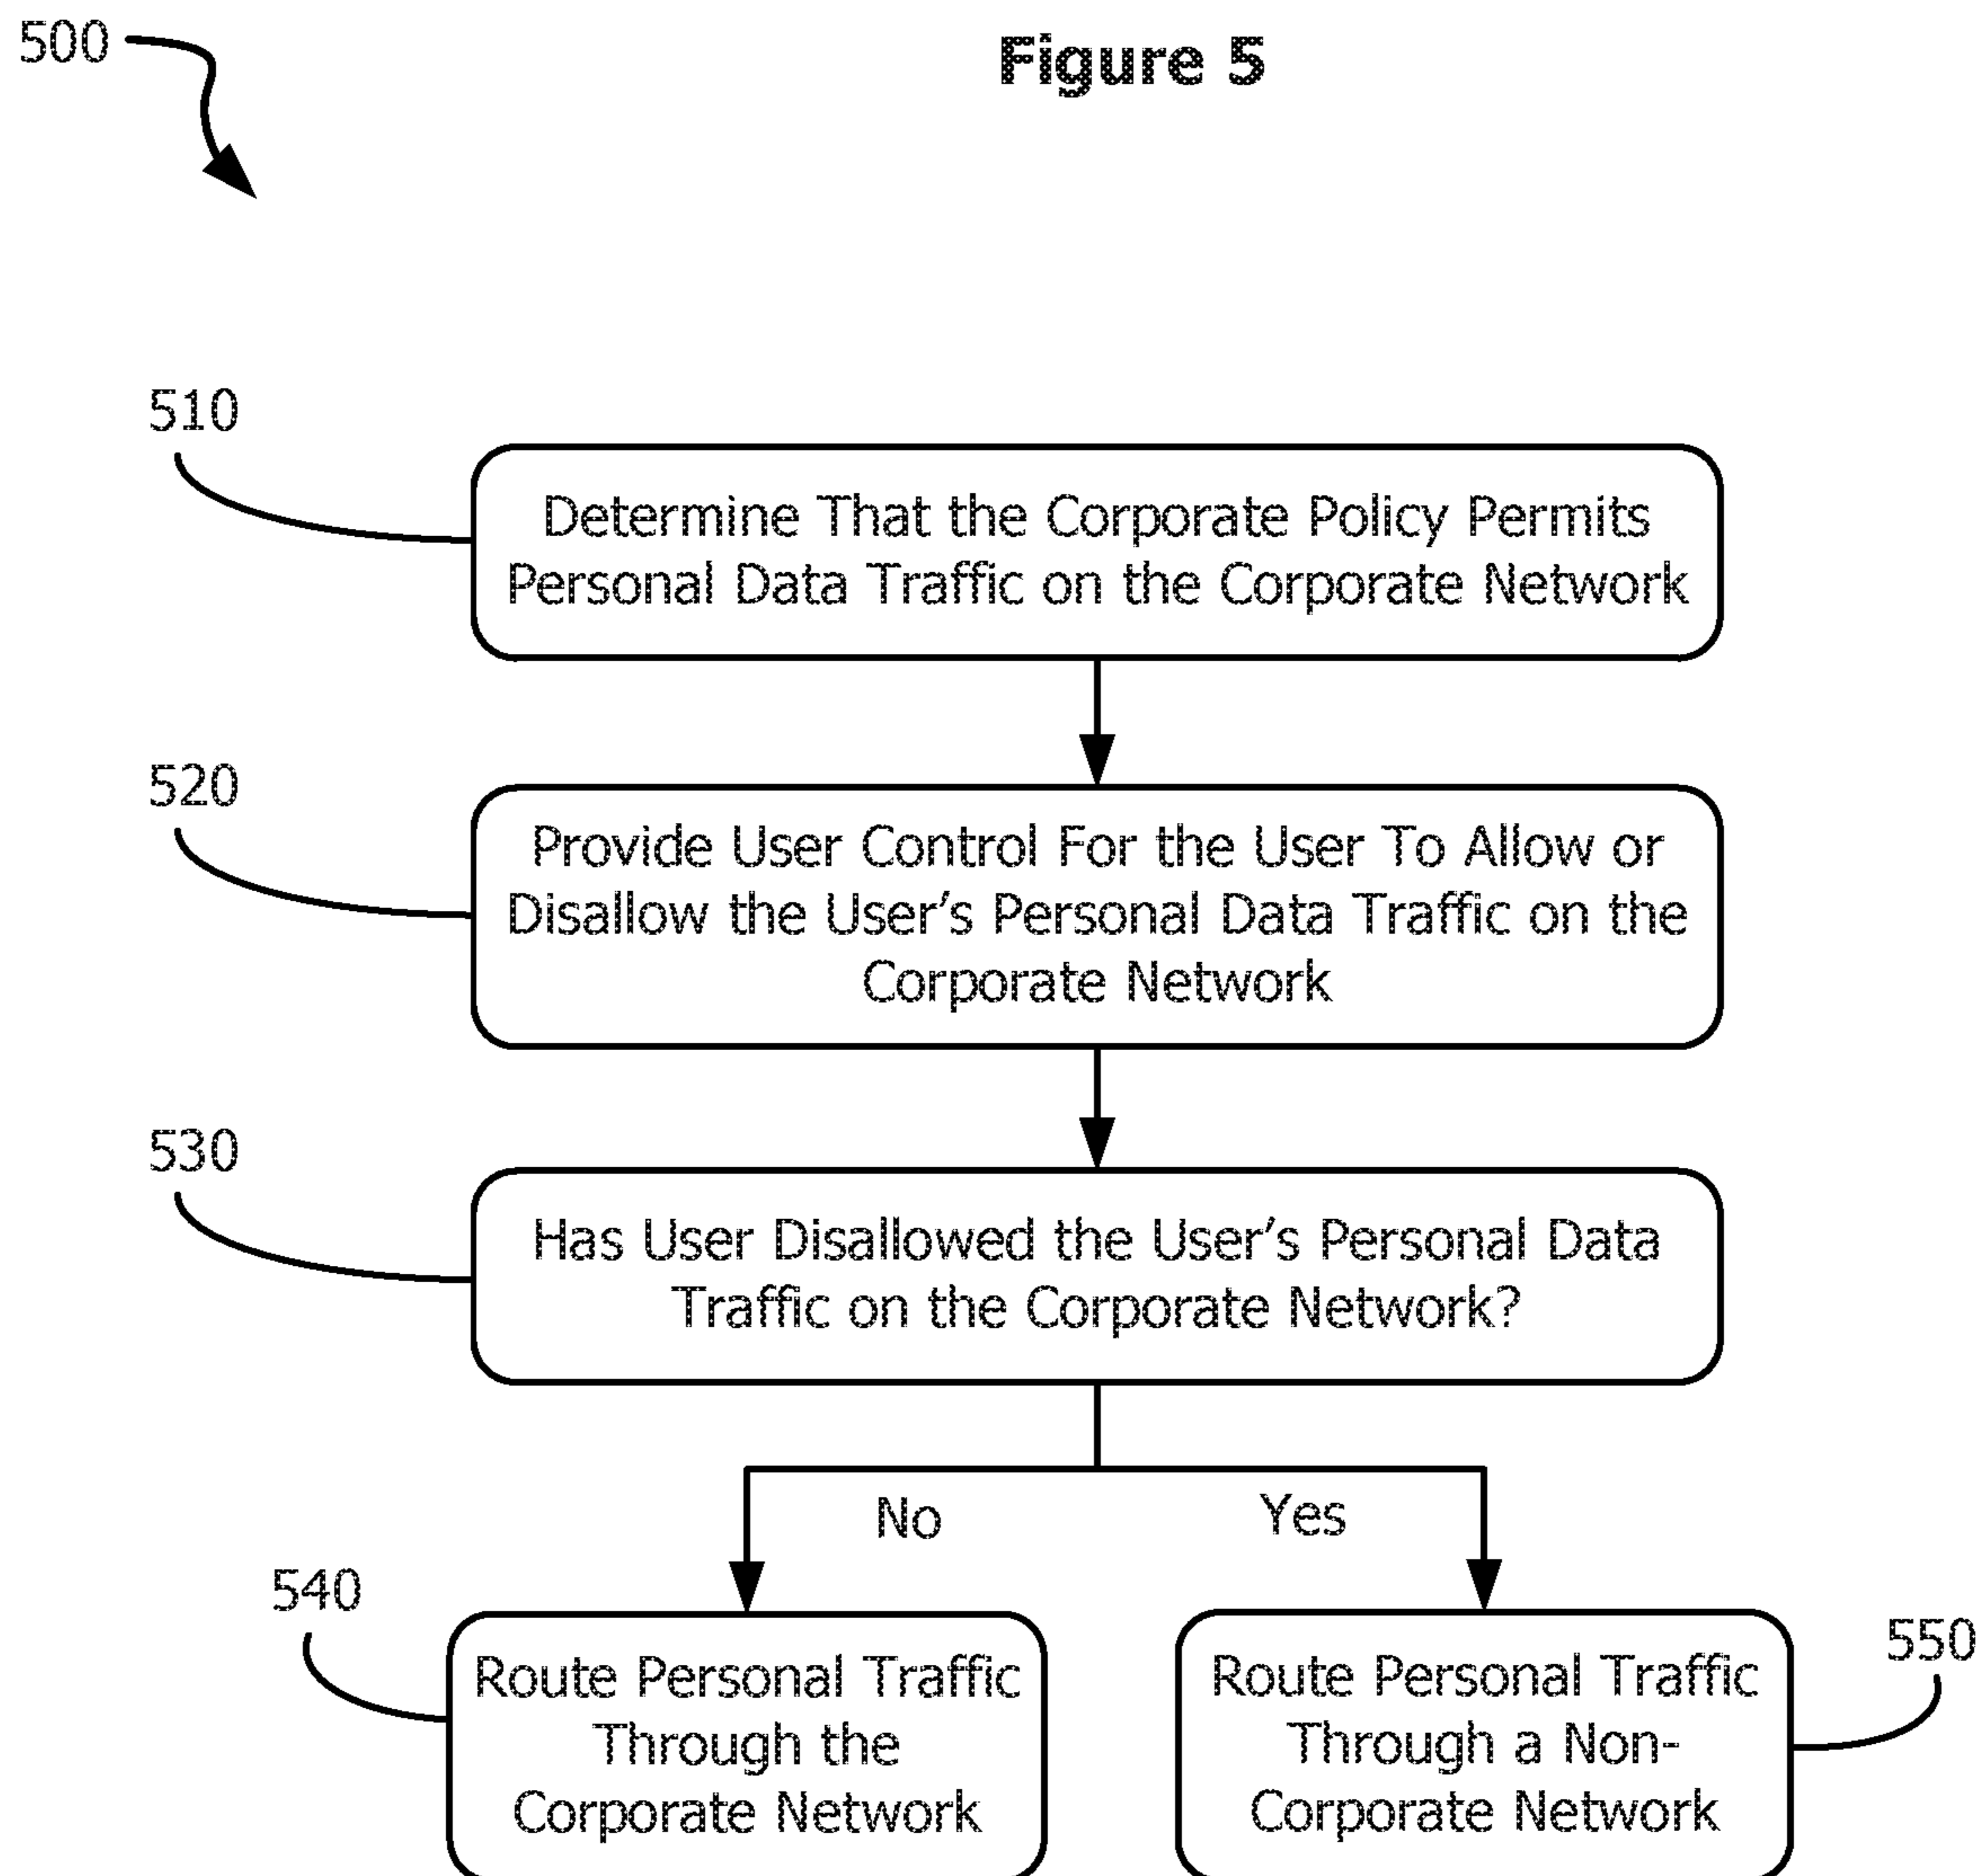 500
Figure 5
510
Determine That the Corporate Policy Permits
Personal Data Traffic on the Corporate Network
520
Provide User Control For the User To Allow or
Disallow the User’s Personal Data Traffic on the
Corporate Network
530
Has User Disallowed the User’s Personal Data
Traffic on the Corporate Network?
No
Yes
540
Route Personal Traffic
Through the
Corporate Network
550
Route Personal Traffic
Through a Non-
Corporate Network